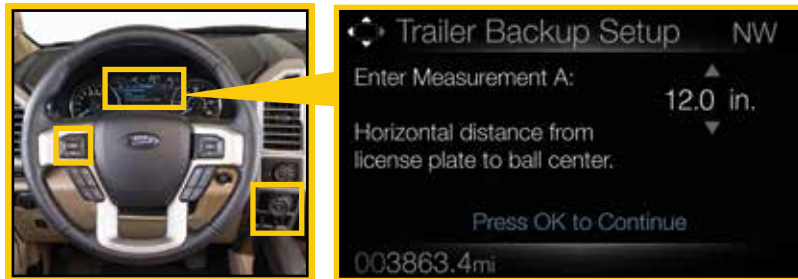 Ford
Trailer Backup Setup NW
Enter Measurement A:
12.0 in.
Horizontal distance from
license plate to ball center.
Press OK to Continue
003863.4mi